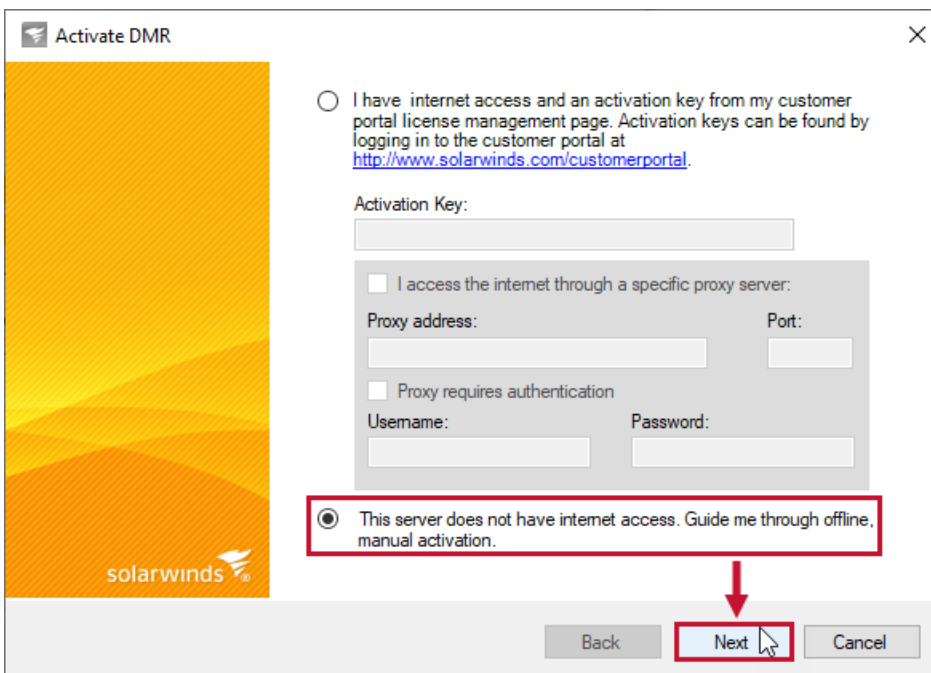 Activate DMR
I have internet access and an activation key from my customer
portal license management page. Activation keys can be found by
logging in to the customer portal at
http://www.solarwinds.com/customerportal.
Activation Key:
I access the internet through a specific proxy server:
Proxy address:
Port:
Proxy requires authentication
Username:
Password:
This server does not have internet access. Guide me through offline,
manual activation.
solarwinds
Back
Next
Cancel